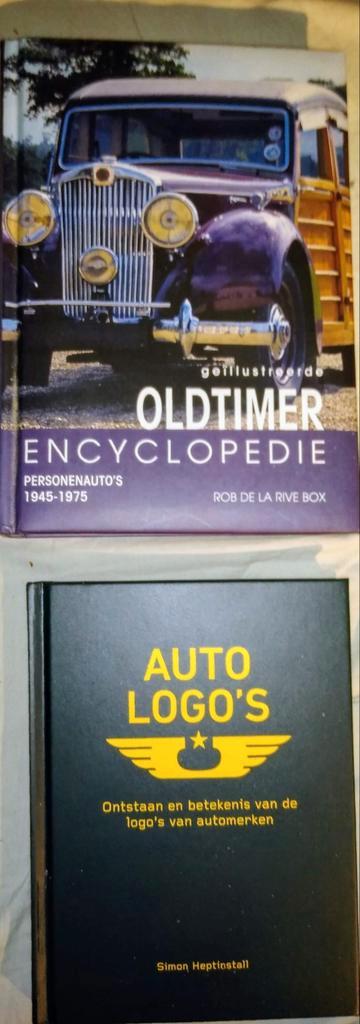 geïllustreerde
OLDTIMER
ENCYCLOPEDIE
PERSONENAUTO'S
1945-1975
ROB DE LA RIVE BOX
AUTO
LOGO'S
Ontstaan en betekenis van de
logo's van automerken
Simon Heptinstall